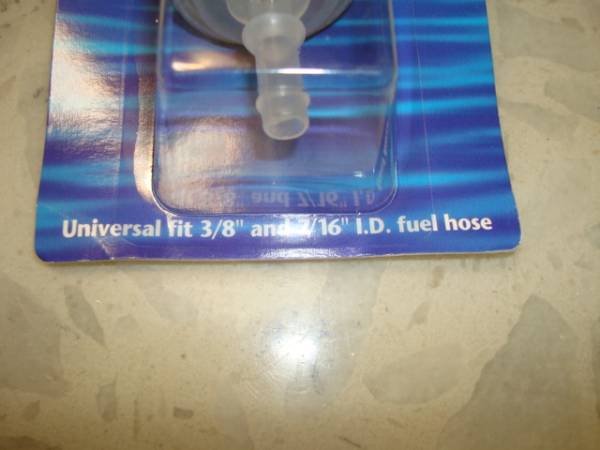 Universal fit 3/8" and 7/16" I.D. fuel hose